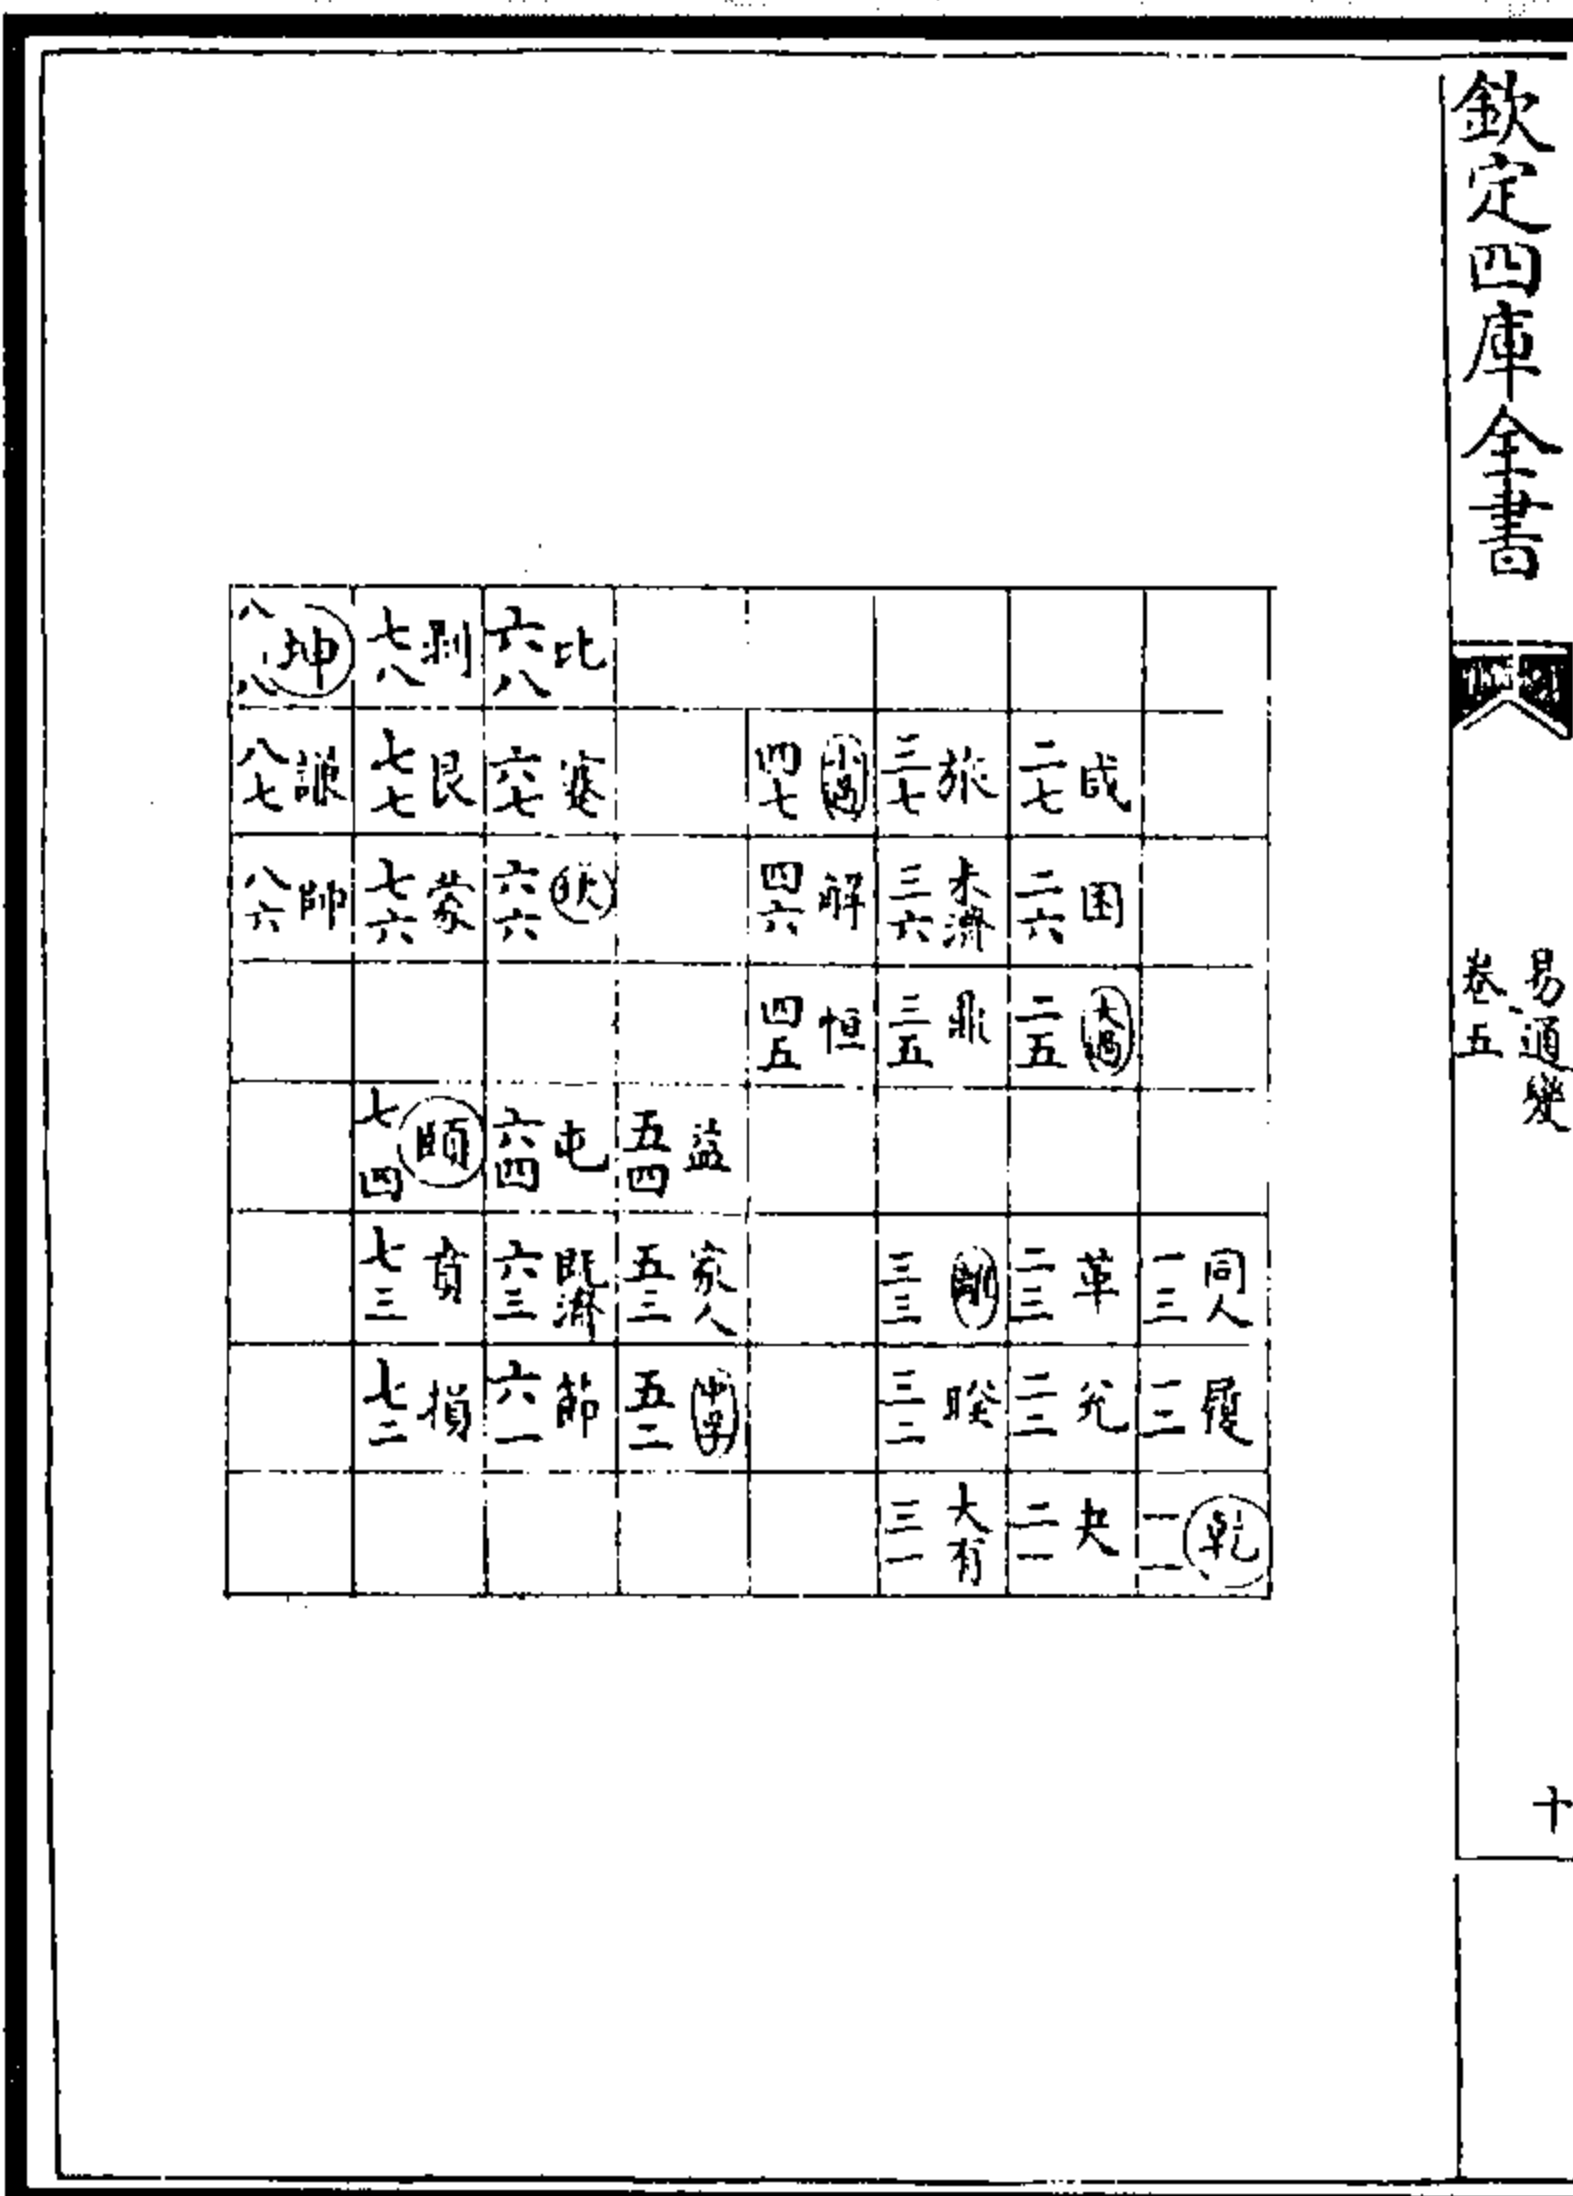 欽定四庫全書
易通變
卷五
十
同人 一三
履 一二
乾 一一
咸 二七
困 二六
大過 二五
革 二三
兌 二二
夬 二一
旅 三七
未濟 三六
鼎 三五
離 三三
睽 三二
大有 三一
小過 四七
解 四六
恒 四五
益 五四
家人 五三
中孚 五二
比 六八
蹇 六七
坎 六六
屯 六四
既濟 六三
節 六一
剝 七八
艮 七七
蒙 七六
頤 七四
賁 七三
損 七二
坤 八八
謙 八七
師 八六